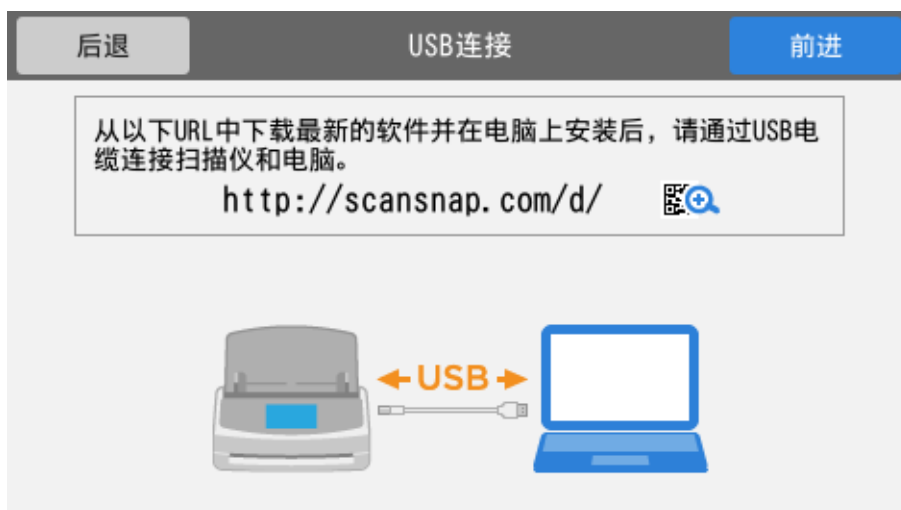 后退
USB连接
前进
从以下URL中下载最新的软件并在电脑上安装后，请通过USB电
缆连接扫描仪和电脑。
http://scansnap.com/d/
USB